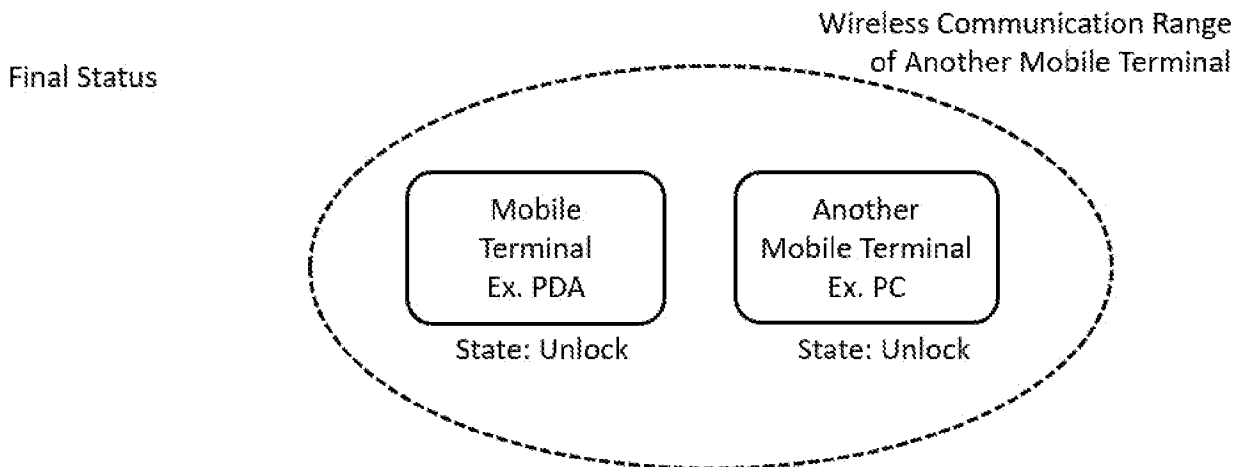 Wireless Communication Range
of Another Mobile Terminal
Final Status
Mobile
Terminal
Ex. PDA
State: Unlock
Another
Mobile Terminal
Ex. PC
State: Unlock